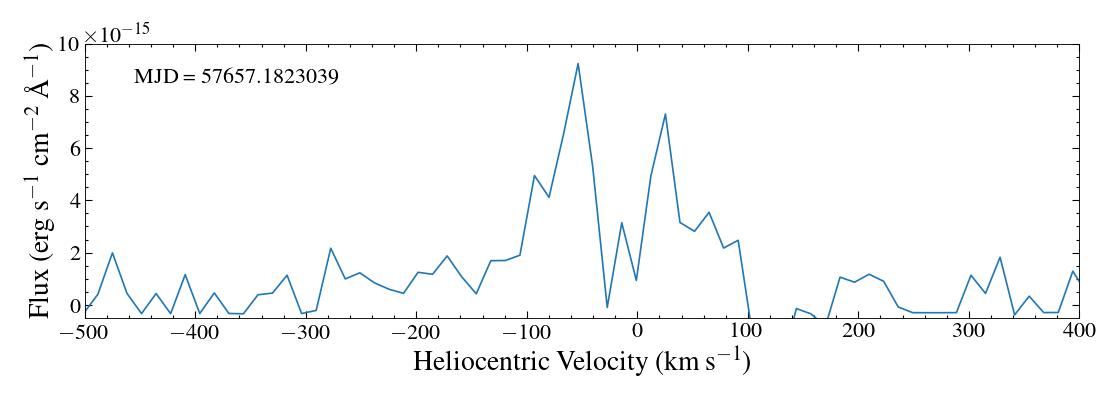 ×10⁻¹⁵
10
MJD = 57657.1823039
8
6
4
2
0
Flux (erg s⁻¹ cm⁻² Å⁻¹)
−500 −400 −300 −200 −100 0 100 200 300 400
Heliocentric Velocity (km s⁻¹)